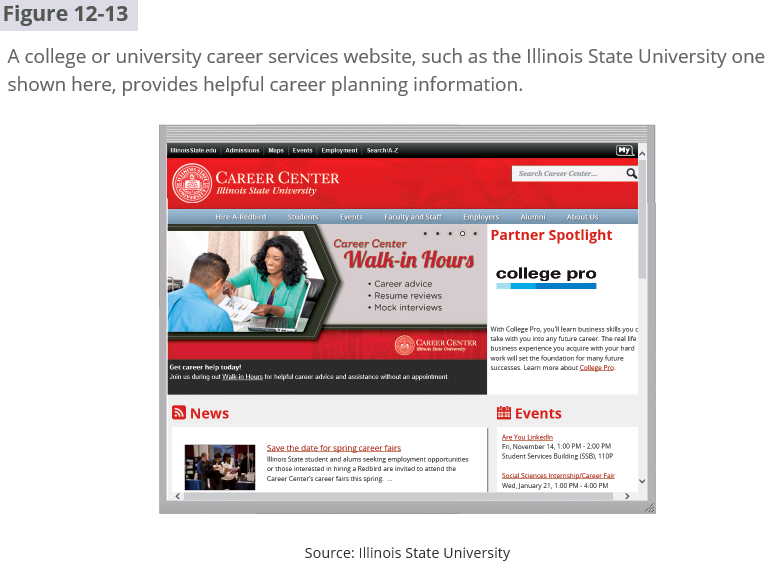 Figure 12-13
A college or university career services website, such as the Illinois State University one
shown here, provides helpful career planning information.
IllinoisState.edu | Admissions | Maps | Events | Employment | Search/A-Z
My
CAREER CENTER
Illinois State University
Search Career Center...
Hire-A-Redbird Students Events Faculty and Staff Employers Alumni About Us
Career Center
Walk-in Hours
• Career advice
• Resume reviews
• Mock interviews
CAREER CENTER
Illinois State University
Get career help today!
Join us during out Walk-in Hours for helpful career advice and assistance without an appointment.
Partner Spotlight
college pro
With College Pro, you'll learn business skills you c
take with you into any future career. The real life
business experience you acquire with your hard
work will set the foundation for many future
successes. Learn more about College Pro.
News
Save the date for spring career fairs
Illinois State student and alums seeking employment opportunities
or those interested in hiring a Redbird are invited to attend the
Career Center's career fairs this spring. ...
Events
Are You LinkedIn
Fri, November 14, 1:00 PM - 2:00 PM
Student Services Building (SSB), 110P
Social Sciences Internship/Career Fair
Wed, January 21, 1:00 PM - 4:00 PM
Source: Illinois State University